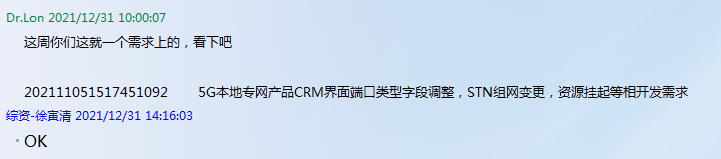 Dr.Lon 2021/12/31 10:00:07
这周你们这就一个需求上的，看下吧
202111051517451092 5G本地专网产品CRM界面端口类型字段调整，STN组网变更，资源挂起等相开发需求
综资-徐寅清 2021/12/31 14:16:03
OK